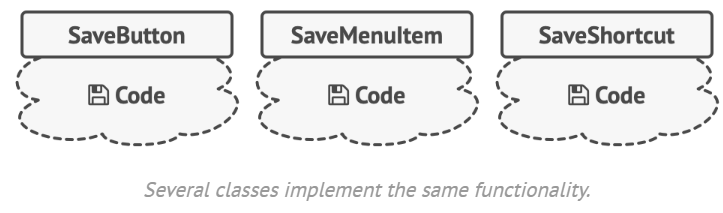 SaveButton SaveMenuItem SaveShortcut
Code Code Code
Several classes implement the same functionality.